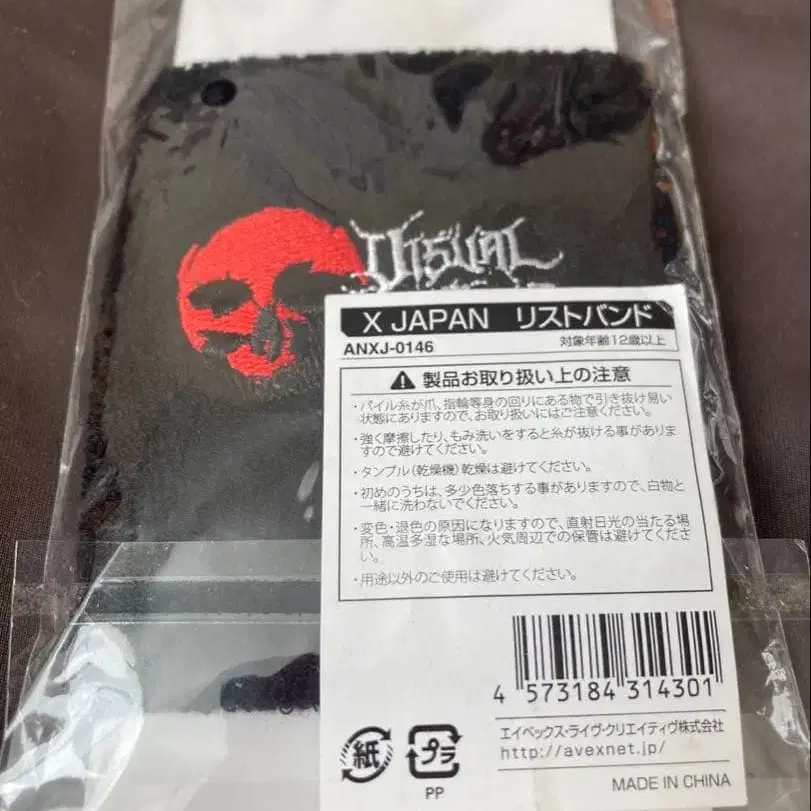 VISUAL
X JAPAN リストバンド
ANXJ-0146 対象年齢12歳以上
製品お取り扱い上の注意
・パイル糸が爪、指輪等身の回りにある物で引き抜け易い
状態にありますので、お取り扱いにはご注意ください。
・強く摩擦したり、もみ洗いをすると糸が抜ける事がありま
すので避けてください。
・タンブル(乾燥機)乾燥は避けてください。
・初めのうちは、多少色落ちする事がありますので、白物と
一緒に洗わないでください。
・変色・退色の原因になりますので、直射日光の当たる場
所、高温多湿な場所、火気周辺での保管は避けてくださ
い。
・用途以外のご使用は避けてください。
4 573184 314301
エイベックス・ライヴ・クリエイティヴ株式会社
http://avexnet.jp/
紙 プラ
PP
MADE IN CHINA